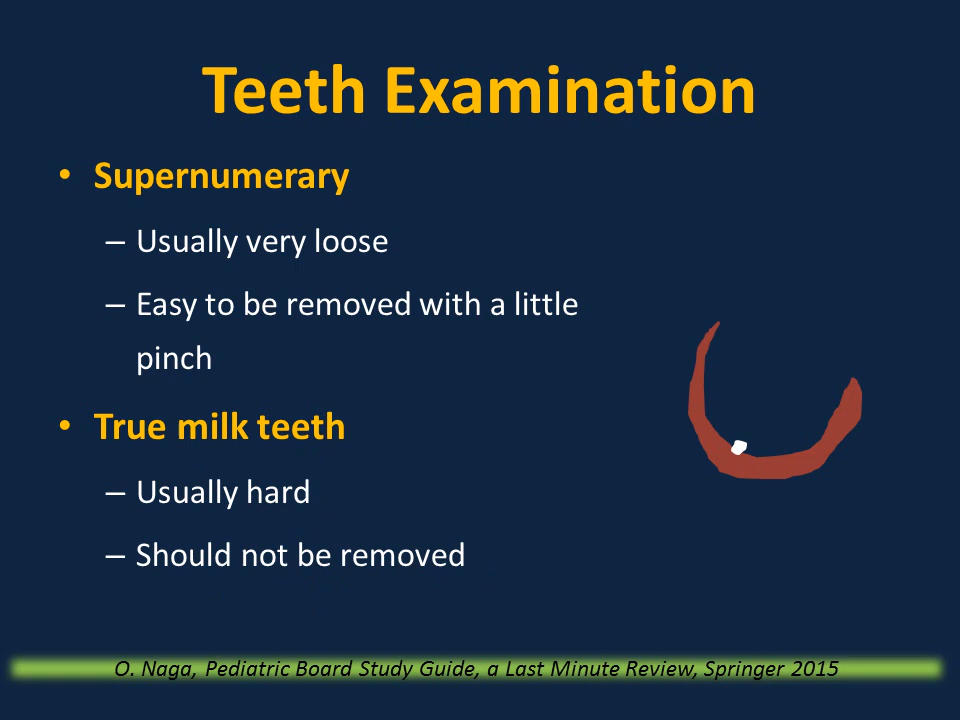 Teeth Examination
• Supernumerary
– Usually very loose
– Easy to be removed with a little
pinch
• True milk teeth
– Usually hard
– Should not be removed
O. Naga, Pediatric Board Study Guide, a Last Minute Review, Springer 2015